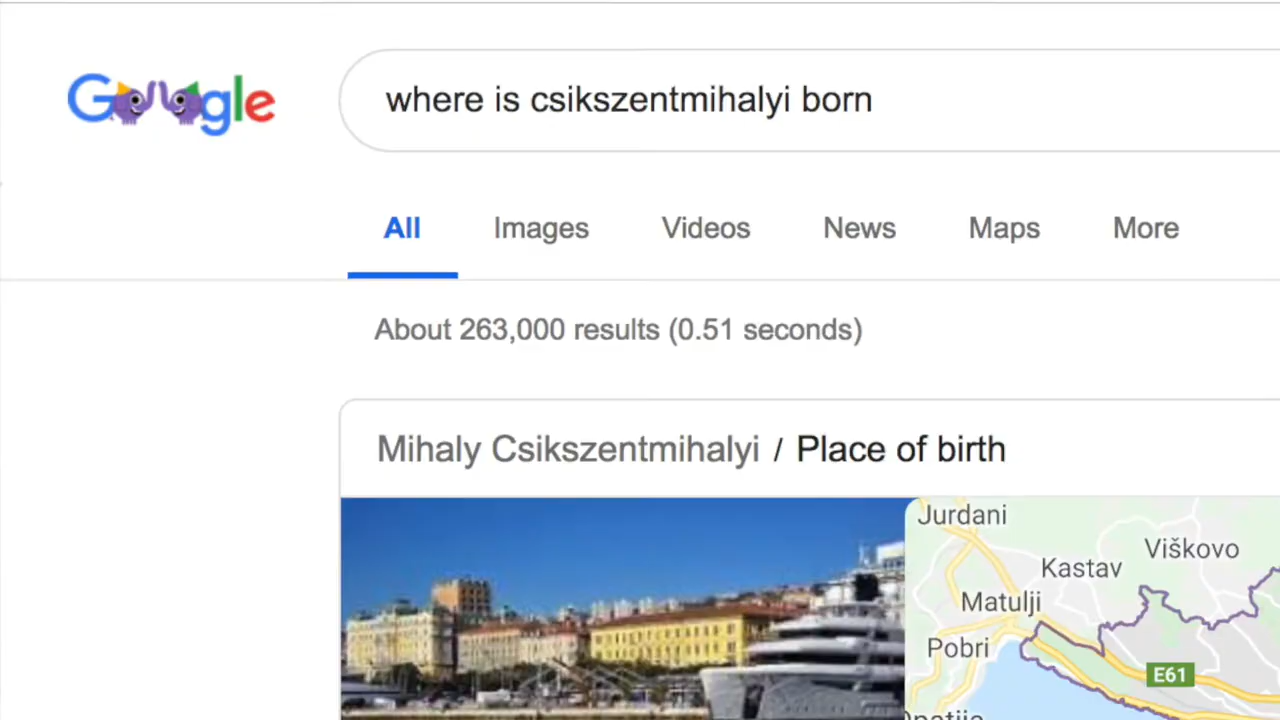 Google
where is csikszentmihalyi born
All Images Videos News Maps More
About 263,000 results (0.51 seconds)
Mihaly Csikszentmihalyi / Place of birth
Jurdani
Viškovo
Kastav
Matulji
Pobri
E61